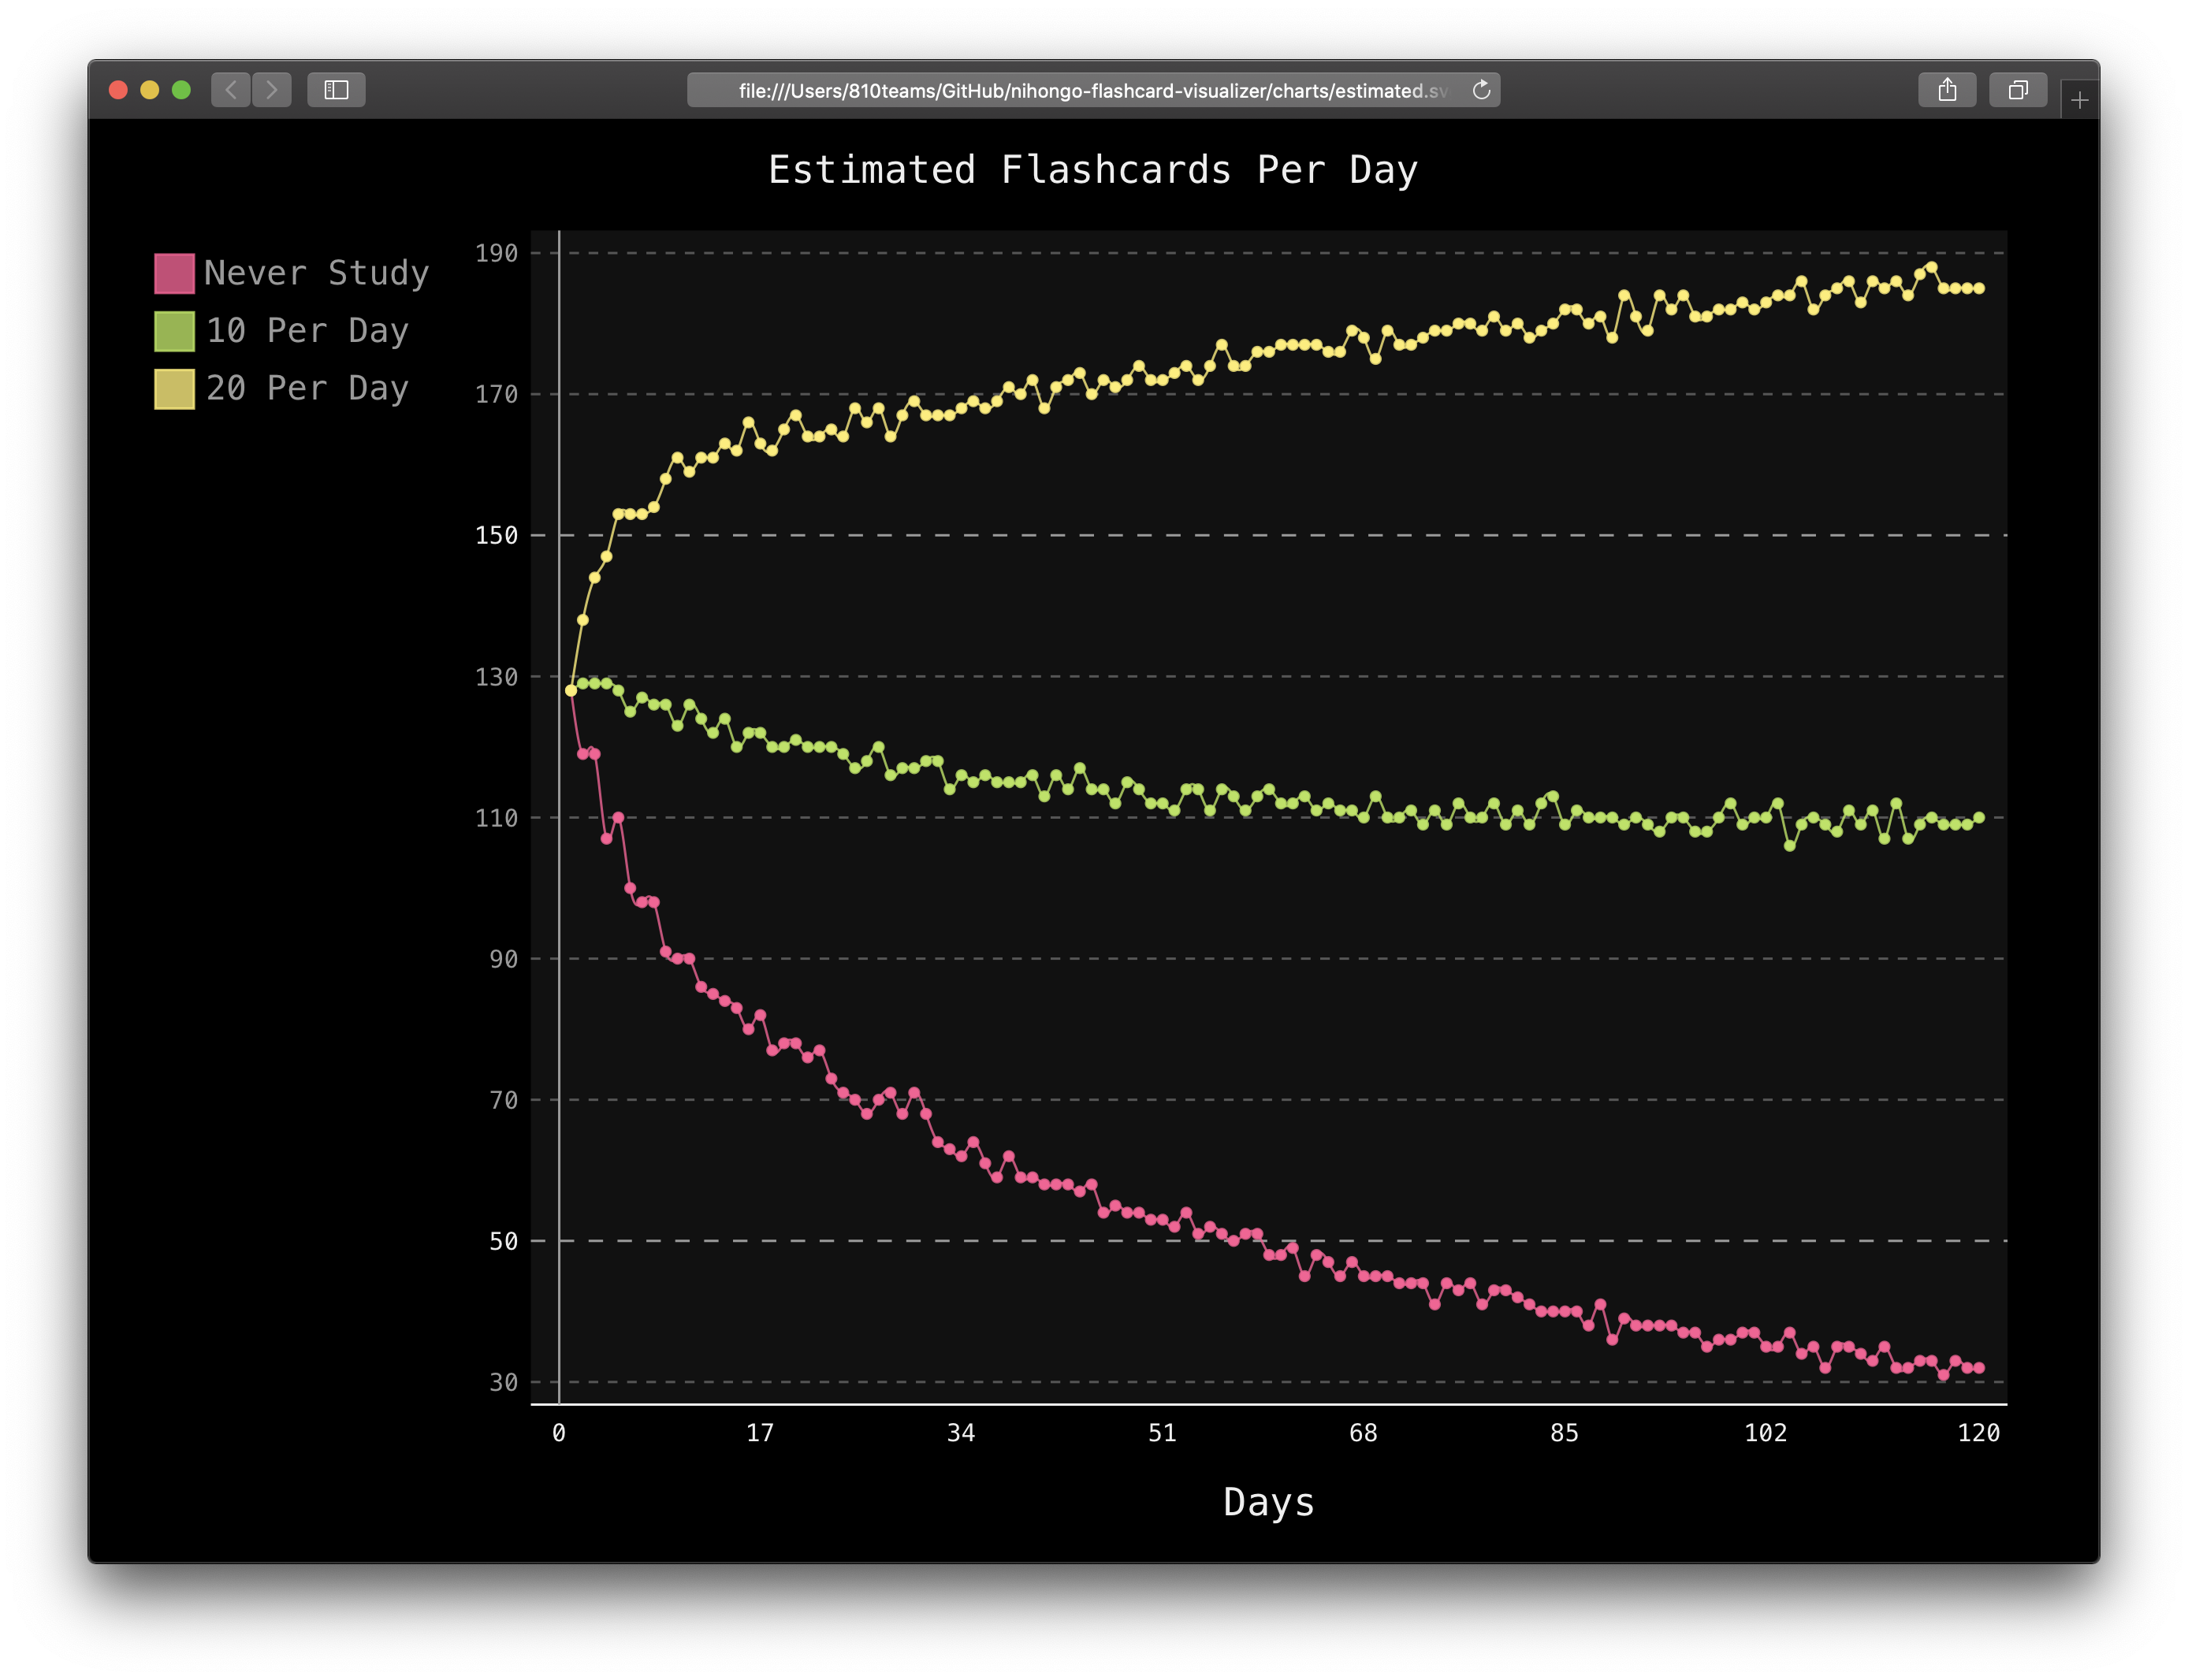 file:///Users/810teams/GitHub/nihongo-flashcard-visualizer/charts/estimated.sv
Estimated Flashcards Per Day
Never Study
10 Per Day
20 Per Day
190
170
150
130
110
90
70
50
30
0 17 34 51 68 85 102 120
Days